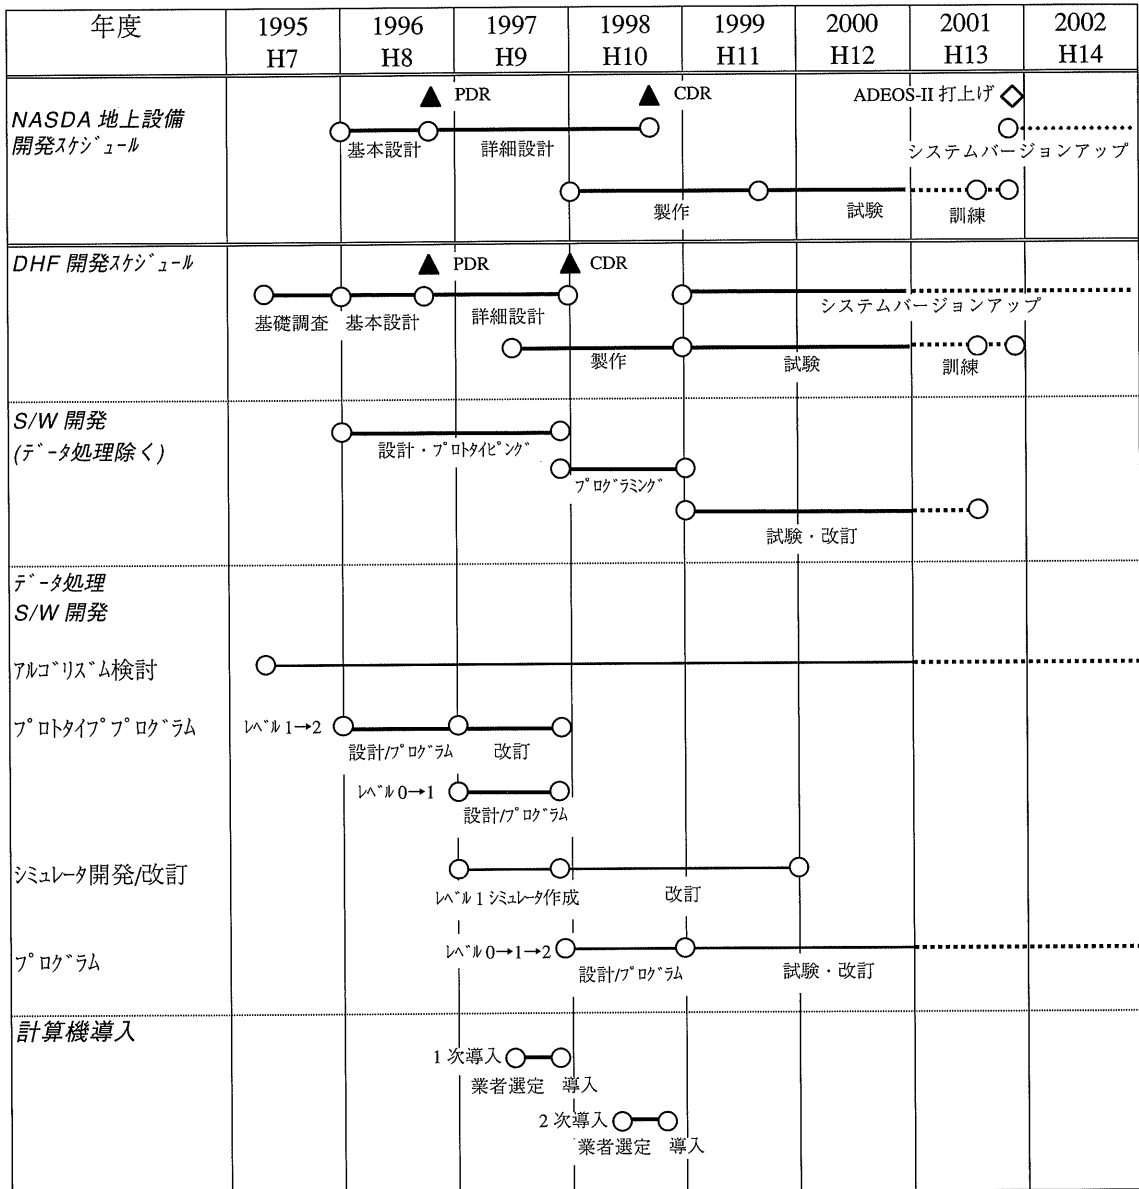 年度 1995 1996 1997 1998 1999 2000 2001 2002
H7 H8 H9 H10 H11 H12 H13 H14
▲ PDR ▲ CDR ADEOS-II 打上げ ◇
NASDA 地上設備
開発ｽｹｼﾞｭｰﾙ
基本設計 詳細設計 システムバージョンアップ
製作 試験 訓練
DHF 開発ｽｹｼﾞｭｰﾙ ▲ PDR ▲ CDR
基礎調査 基本設計 詳細設計 システムバージョンアップ
製作 試験 訓練
S/W 開発
(ﾃﾞｰﾀ処理除く)
設計・ﾌﾟﾛﾄﾀｲﾋﾟﾝｸﾞ
ﾌﾟﾛｸﾞﾗﾐﾝｸﾞ
試験・改訂
ﾃﾞｰﾀ処理
S/W 開発
ｱﾙｺﾞﾘｽﾞﾑ検討
ﾌﾟﾛﾄﾀｲﾌﾟﾌﾟﾛｸﾞﾗﾑ ﾚﾍﾞﾙ 1→2
設計/ﾌﾟﾛｸﾞﾗﾑ 改訂
ﾚﾍﾞﾙ 0→1
設計/ﾌﾟﾛｸﾞﾗﾑ
ｼﾐｭﾚｰﾀ開発/改訂
ﾚﾍﾞﾙ 1 ｼﾐｭﾚｰﾀ作成 改訂
ﾌﾟﾛｸﾞﾗﾑ ﾚﾍﾞﾙ 0→1→2
設計/ﾌﾟﾛｸﾞﾗﾑ 試験・改訂
計算機導入
1 次導入
業者選定 導入
2 次導入
業者選定 導入